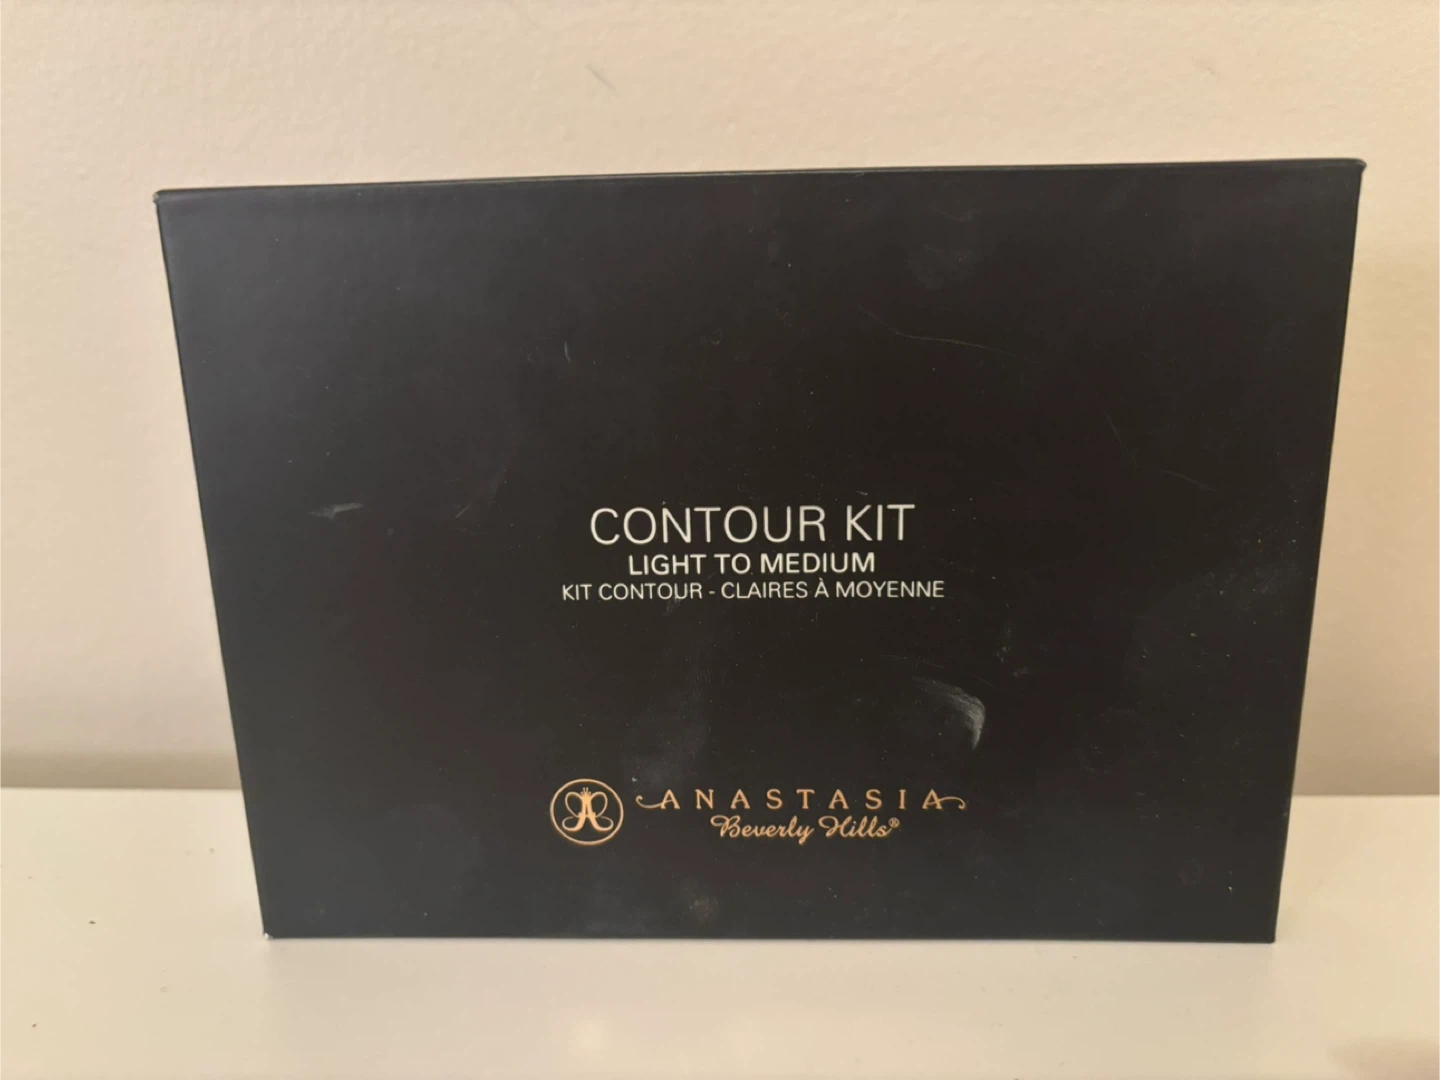 CONTOUR KIT
LIGHT TO MEDIUM
KIT CONTOUR - CLAIRES À MOYENNE
ANASTASIA
Beverly Hills®